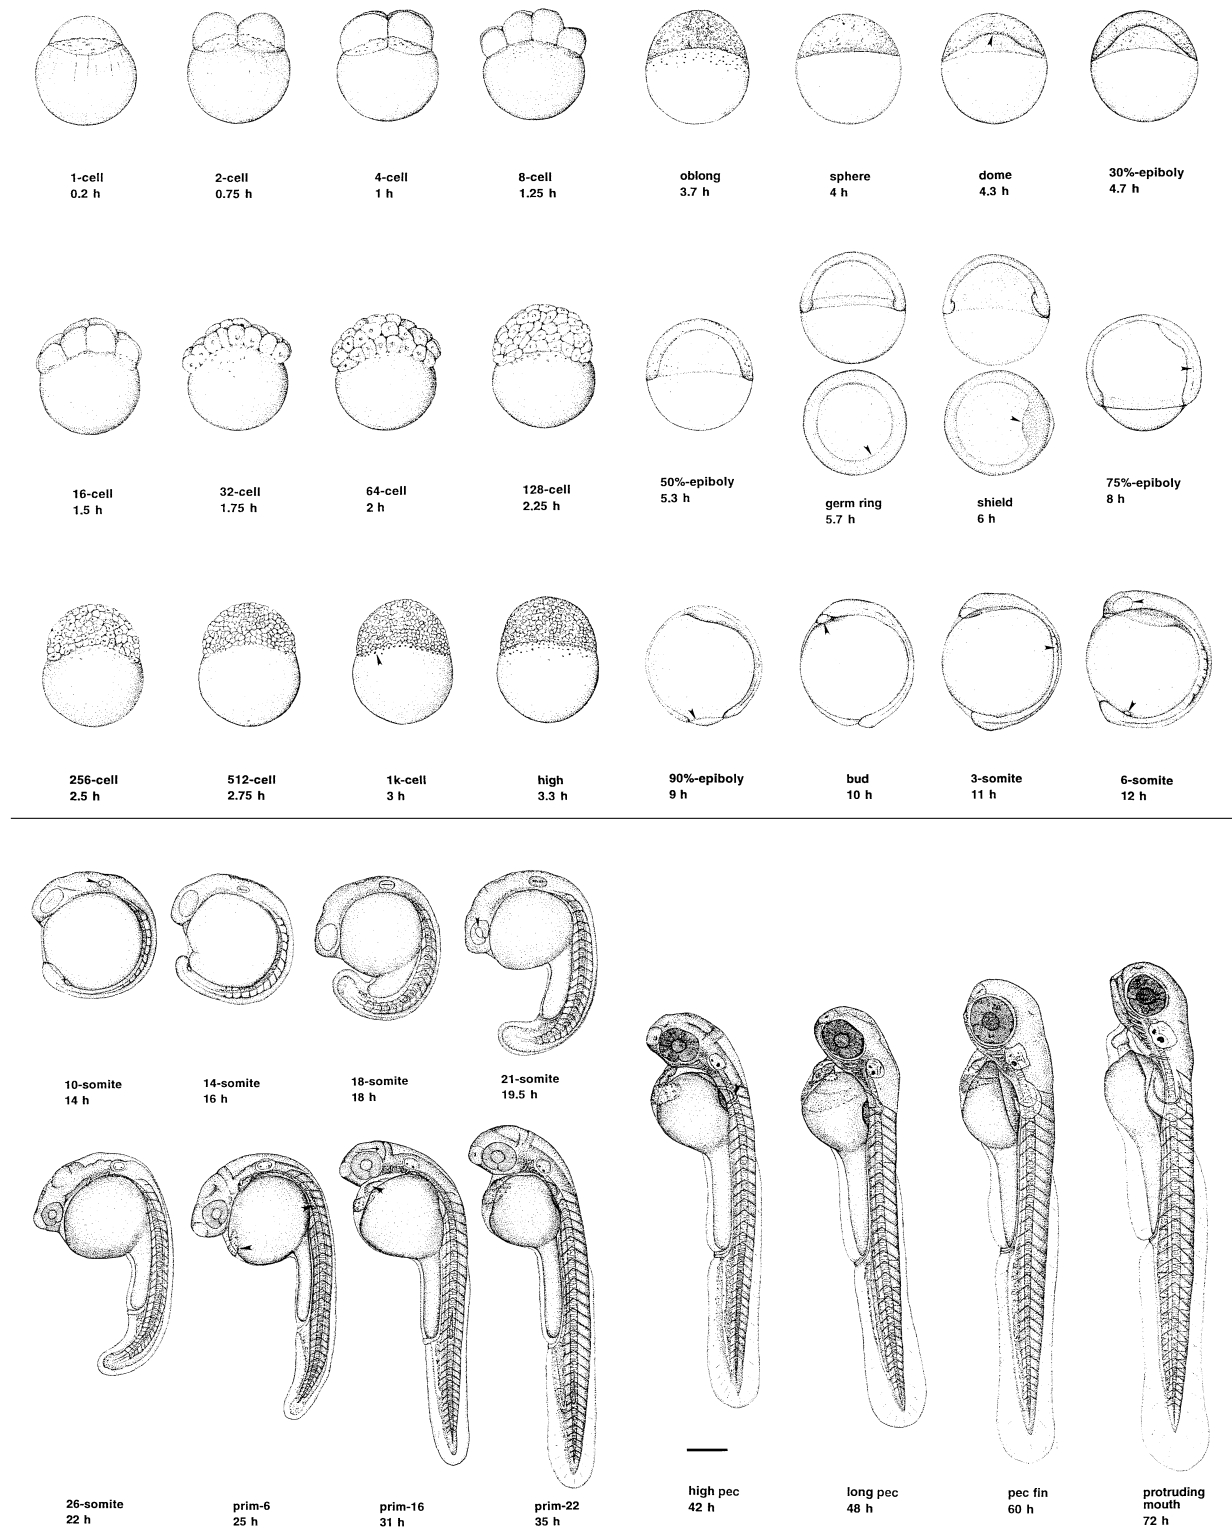 1-cell
0.2 h
2-cell
0.75 h
4-cell
1 h
8-cell
1.25 h
oblong
3.7 h
sphere
4 h
dome
4.3 h
30%-epiboly
4.7 h
16-cell
1.5 h
32-cell
1.75 h
64-cell
2 h
128-cell
2.25 h
50%-epiboly
5.3 h
germ ring
5.7 h
shield
6 h
75%-epiboly
8 h
256-cell
2.5 h
512-cell
2.75 h
1k-cell
3 h
high
3.3 h
90%-epiboly
9 h
bud
10 h
3-somite
11 h
6-somite
12 h
10-somite
14 h
14-somite
16 h
18-somite
18 h
21-somite
19.5 h
26-somite
22 h
prim-6
25 h
prim-16
31 h
prim-22
35 h
high pec
42 h
long pec
48 h
pec fin
60 h
protruding
mouth
72 h